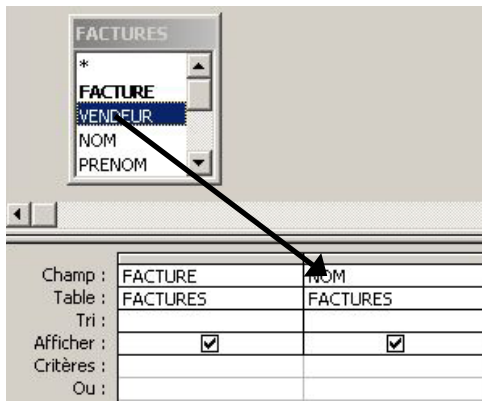 FACTURES
*
FACTURE
VENDEUR
NOM
PRENOM
Champ : FACTURE NOM
Table : FACTURES FACTURES
Tri :
Afficher :
Critères :
Ou :